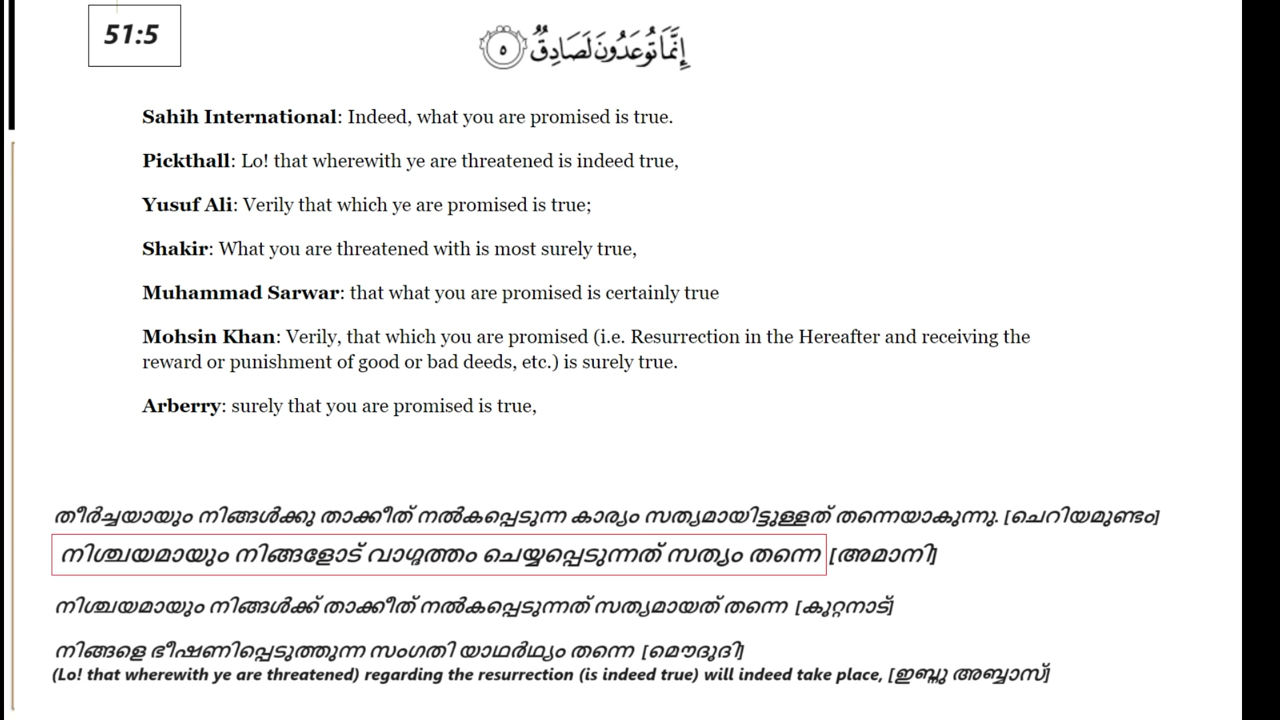 51:5
إِنَّمَا تُوعَدُونَ لَصَادِقٌ ۝٥
Sahih International: Indeed, what you are promised is true.
Pickthall: Lo! that wherewith ye are threatened is indeed true,
Yusuf Ali: Verily that which ye are promised is true;
Shakir: What you are threatened with is most surely true,
Muhammad Sarwar: that what you are promised is certainly true
Mohsin Khan: Verily, that which you are promised (i.e. Resurrection in the Hereafter and receiving the
reward or punishment of good or bad deeds, etc.) is surely true.
Arberry: surely that you are promised is true,
തീർച്ചയായും നിങ്ങൾക്കു താക്കീത് നൽകപ്പെടുന്ന കാര്യം സത്യമായിട്ടുള്ളത് തന്നെയാകുന്നു. [ചെറിയമുണ്ടം]
നിശ്ചയമായും നിങ്ങളോട് വാഗ്ദത്തം ചെയ്യപ്പെടുന്നത് സത്യം തന്നെ [അമാനി]
നിശ്ചയമായും നിങ്ങൾക്ക് താക്കീത് നൽകപ്പെടുന്നത് സത്യമായത് തന്നെ [കുറ്റനാട്]
നിങ്ങളെ ഭീഷണിപ്പെടുത്തുന്ന സംഗതി യാഥർഥ്യം തന്നെ [മൌദുദി]
(Lo! that wherewith ye are threatened) regarding the resurrection (is indeed true) will indeed take place, [ഇബ്നു അബ്ബാസ്]